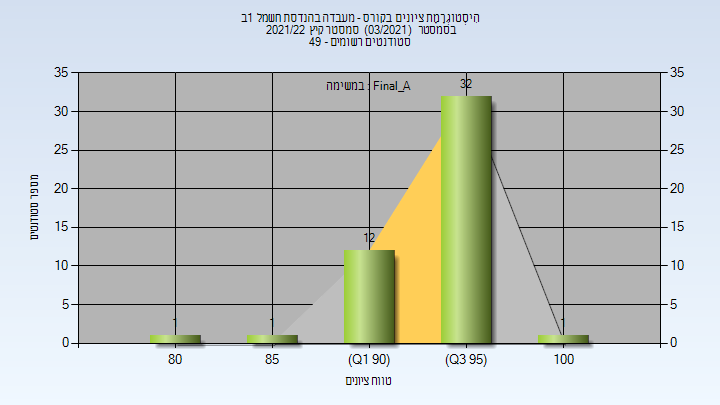 היסטוגרמת ציונים בקורס - מעבדה בהנדסת חשמל 1ב
בסמסטר (03/2021) סמסטר קיץ 2021/22
סטודנטים רשומים - 49
במשימה : Final_A
35 35
30 30
25 25
20 20
15 15
10 10
5 5
0 0
32
12
1 1 1
מספר סטודנטים
80 85 (Q1 90) (Q3 95) 100
טווח ציונים